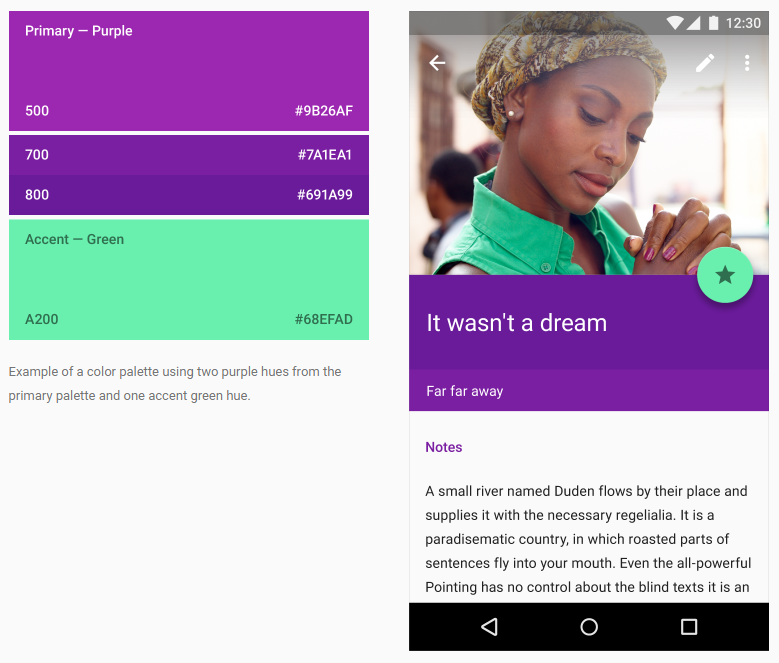 Primary — Purple
500 #9B26AF
700 #7A1EA1
800 #691A99
Accent — Green
A200 #68EFAD
Example of a color palette using two purple hues from the
primary palette and one accent green hue.
12:30
It wasn't a dream
Far far away
Notes
A small river named Duden flows by their place and
supplies it with the necessary regelialia. It is a
paradisematic country, in which roasted parts of
sentences fly into your mouth. Even the all-powerful
Pointing has no control about the blind texts it is an